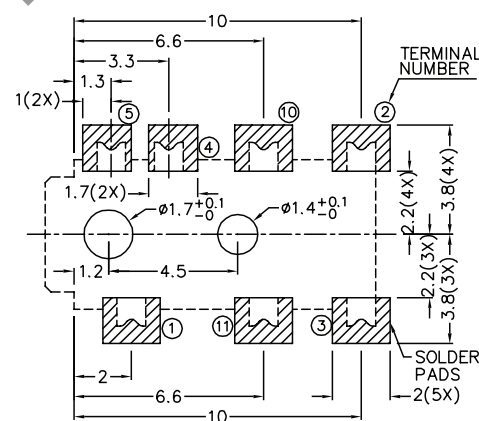 10
6.6
3.3
1.3
1(2X)
TERMINAL
NUMBER
5
4
10
2
1.7(2X)
ø1.7+0.1 -0
ø1.4+0.1 -0
2.2(4X)
3.8(4X)
1.2
4.5
2.2(3X)
3.8(3X)
1
11
3
2
6.6
10
SOLDER
PADS
2(5X)